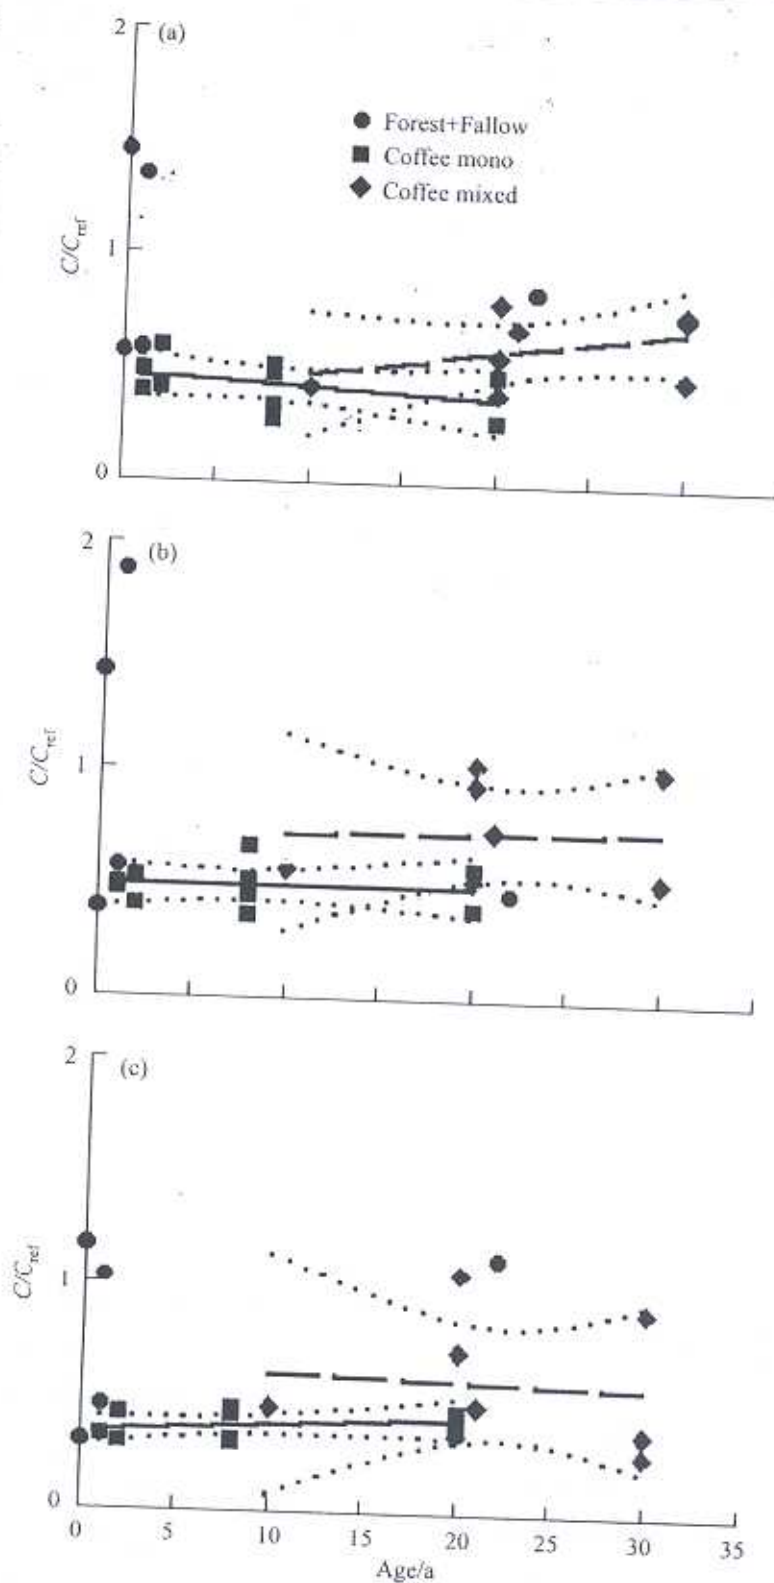 2
(a)
Forest+Fallow
Coffee mono
Coffee mixed
C/C_ref
1
0
2
(b)
C/C_ref
1
0
2
(c)
C/C_ref
1
0
0 5 10 15 20 25 30 35
Age/a